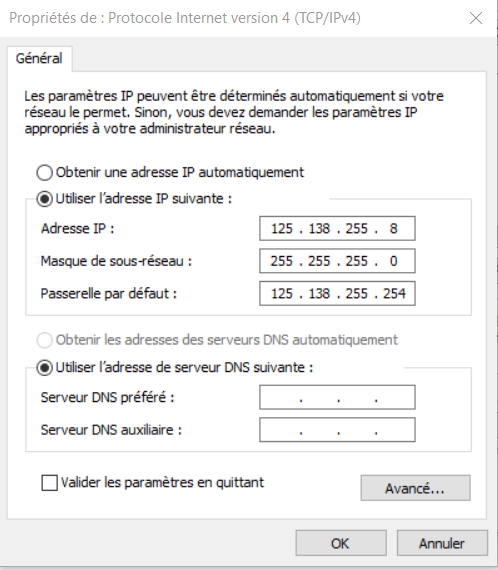 Propriétés de : Protocole Internet version 4 (TCP/IPv4)
Général
Les paramètres IP peuvent être déterminés automatiquement si votre
réseau le permet. Sinon, vous devez demander les paramètres IP
appropriés à votre administrateur réseau.
Obtenir une adresse IP automatiquement
Utiliser l'adresse IP suivante :
Adresse IP : 125 . 138 . 255 . 8
Masque de sous-réseau : 255 . 255 . 255 . 0
Passerelle par défaut : 125 . 138 . 255 . 254
Obtenir les adresses des serveurs DNS automatiquement
Utiliser l'adresse de serveur DNS suivante :
Serveur DNS préféré : . . .
Serveur DNS auxiliaire : . . .
Valider les paramètres en quittant
Avancé...
OK Annuler